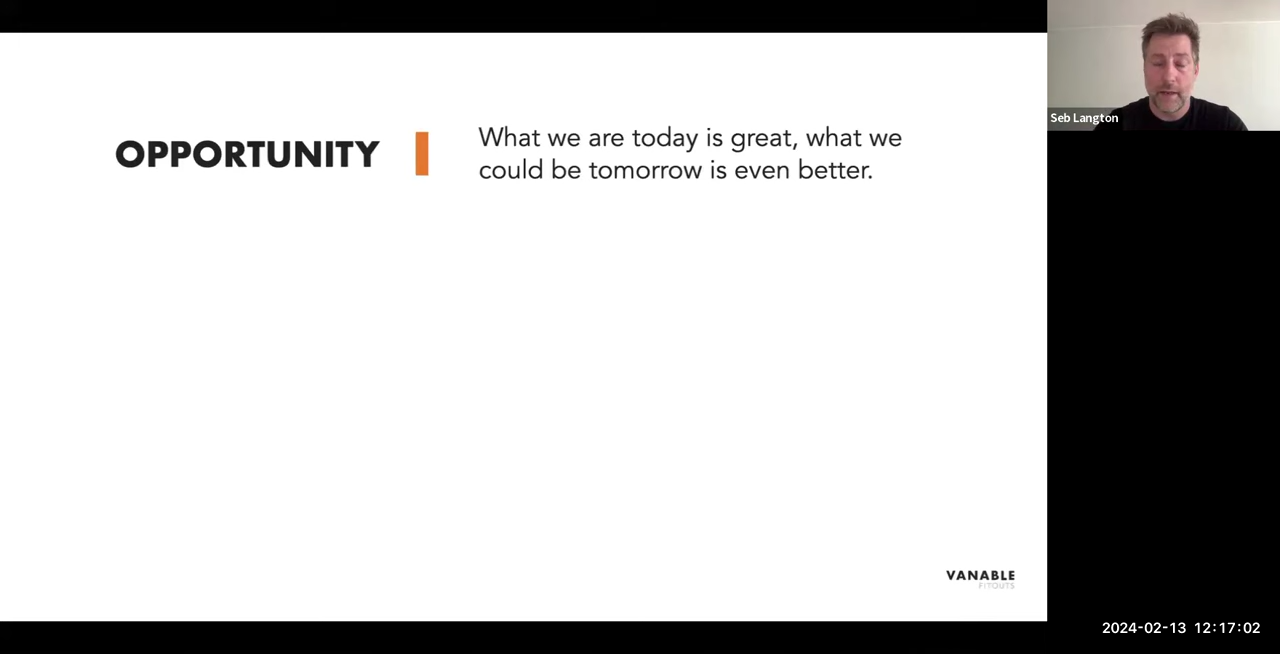 OPPORTUNITY
What we are today is great, what we
could be tomorrow is even better.
Seb Langton
VANABLE
FITOUTS
2024-02-13 12:17:02